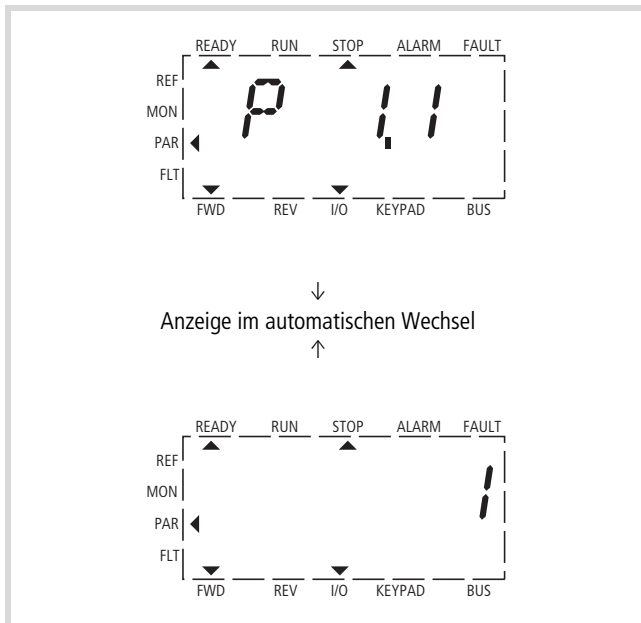 READY RUN STOP ALARM FAULT
REF
MON
PAR
FLT
P 1.1
FWD REV I/O KEYPAD BUS
↓
Anzeige im automatischen Wechsel
↑
READY RUN STOP ALARM FAULT
REF
MON
PAR
FLT
1
FWD REV I/O KEYPAD BUS